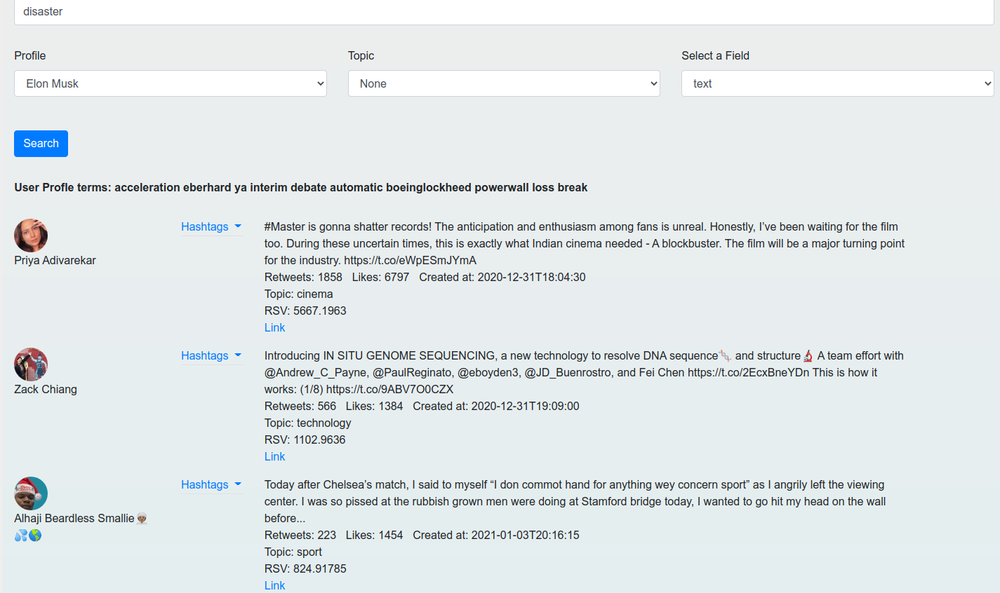 disaster
Profile Topic Select a Field
Elon Musk None text
Search
User Profle terms: acceleration eberhard ya interim debate automatic boeinglockheed powerwall loss break
Priya Adivarekar
Hashtags
#Master is gonna shatter records! The anticipation and enthusiasm among fans is unreal. Honestly, I’ve been waiting for the film
too. During these uncertain times, this is exactly what Indian cinema needed - A blockbuster. The film will be a major turning point
for the industry. https://t.co/eWpESmJYmA
Retweets: 1858 Likes: 6797 Created at: 2020-12-31T18:04:30
Topic: cinema
RSV: 5667.1963
Link
Zack Chiang
Hashtags
Introducing IN SITU GENOME SEQUENCING, a new technology to resolve DNA sequence🧬 and structure🔬 A team effort with
@Andrew_C_Payne, @PaulReginato, @eboyden3, @JD_Buenrostro, and Fei Chen https://t.co/2EcxBneYDn This is how it
works: (1/8) https://t.co/9ABV7O0CZX
Retweets: 566 Likes: 1384 Created at: 2020-12-31T19:09:00
Topic: technology
RSV: 1102.9636
Link
Alhaji Beardless Smallie👳🏽
💦🌎
Hashtags
Today after Chelsea’s match, I said to myself “I don commot hand for anything wey concern sport” as I angrily left the viewing
center. I was so pissed at the rubbish grown men were doing at Stamford bridge today, I wanted to go hit my head on the wall
before...
Retweets: 223 Likes: 1454 Created at: 2021-01-03T20:16:15
Topic: sport
RSV: 824.91785
Link